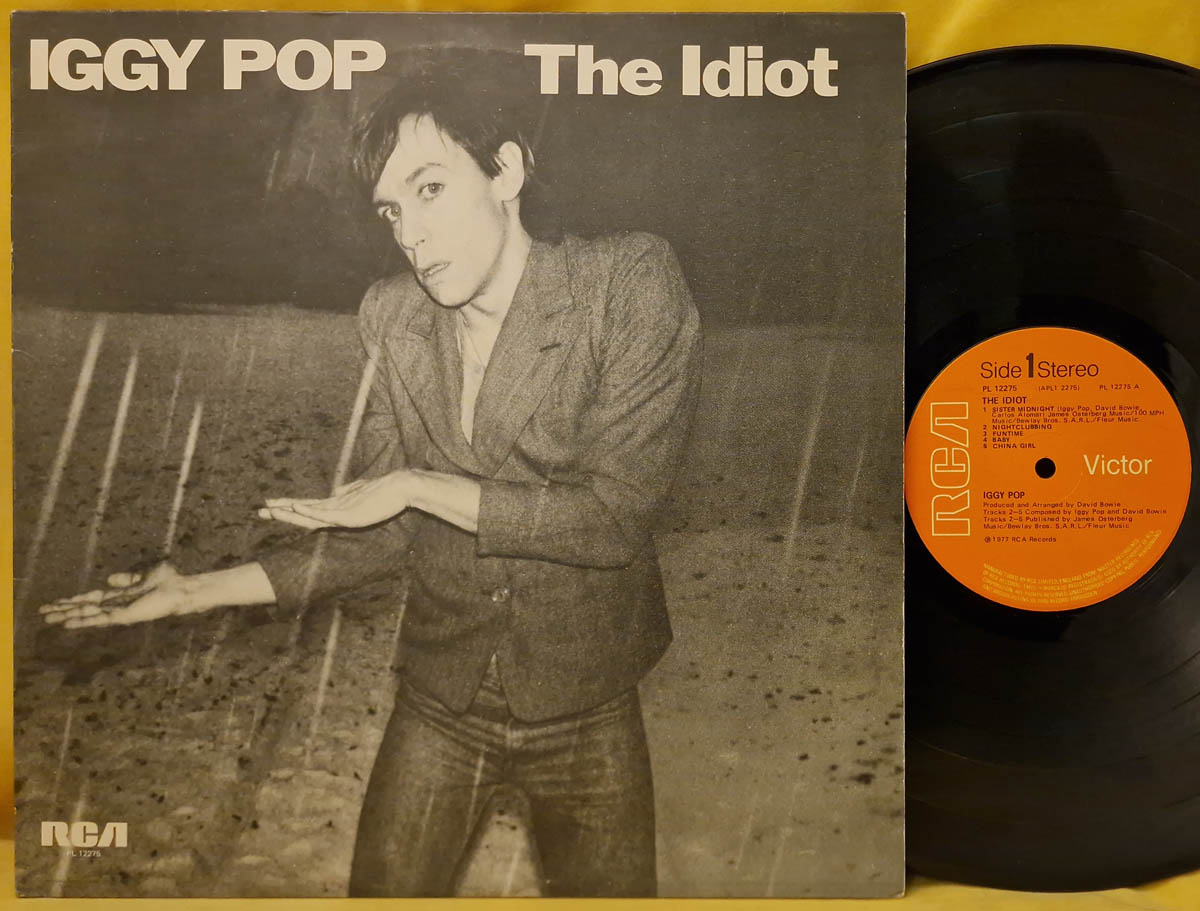 IGGY POP The Idiot
RCA
PL 12275
Side 1 Stereo
PL 12275 (APL1 2275) PL 12275 A
THE IDIOT
1 SISTER MIDNIGHT (Iggy Pop, David Bowie,
Carlos Alomar) James Osterberg Music/100 MPH
Music/Bewlay Bros. S.A.R.L./Fleur Music
2 NIGHTCLUBBING
3 FUNTIME
4 BABY
5 CHINA GIRL
RCA
Victor
IGGY POP
Produced and Arranged by David Bowie
Tracks 2-5 Composed by Iggy Pop and David Bowie
Tracks 2-5 Published by James Osterberg
Music/Bewlay Bros. S.A.R.L./Fleur Music
℗ 1977 RCA Records